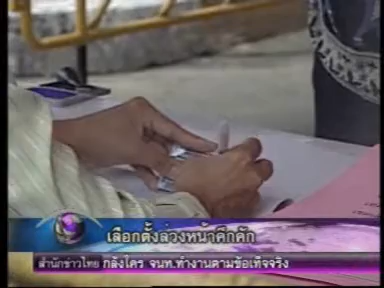 เลือกตั้งล่วงหน้าคึกคัก
สำนักข่าวไทย กลังใคร จนท.ทำงานตามข้อเท็จจริง